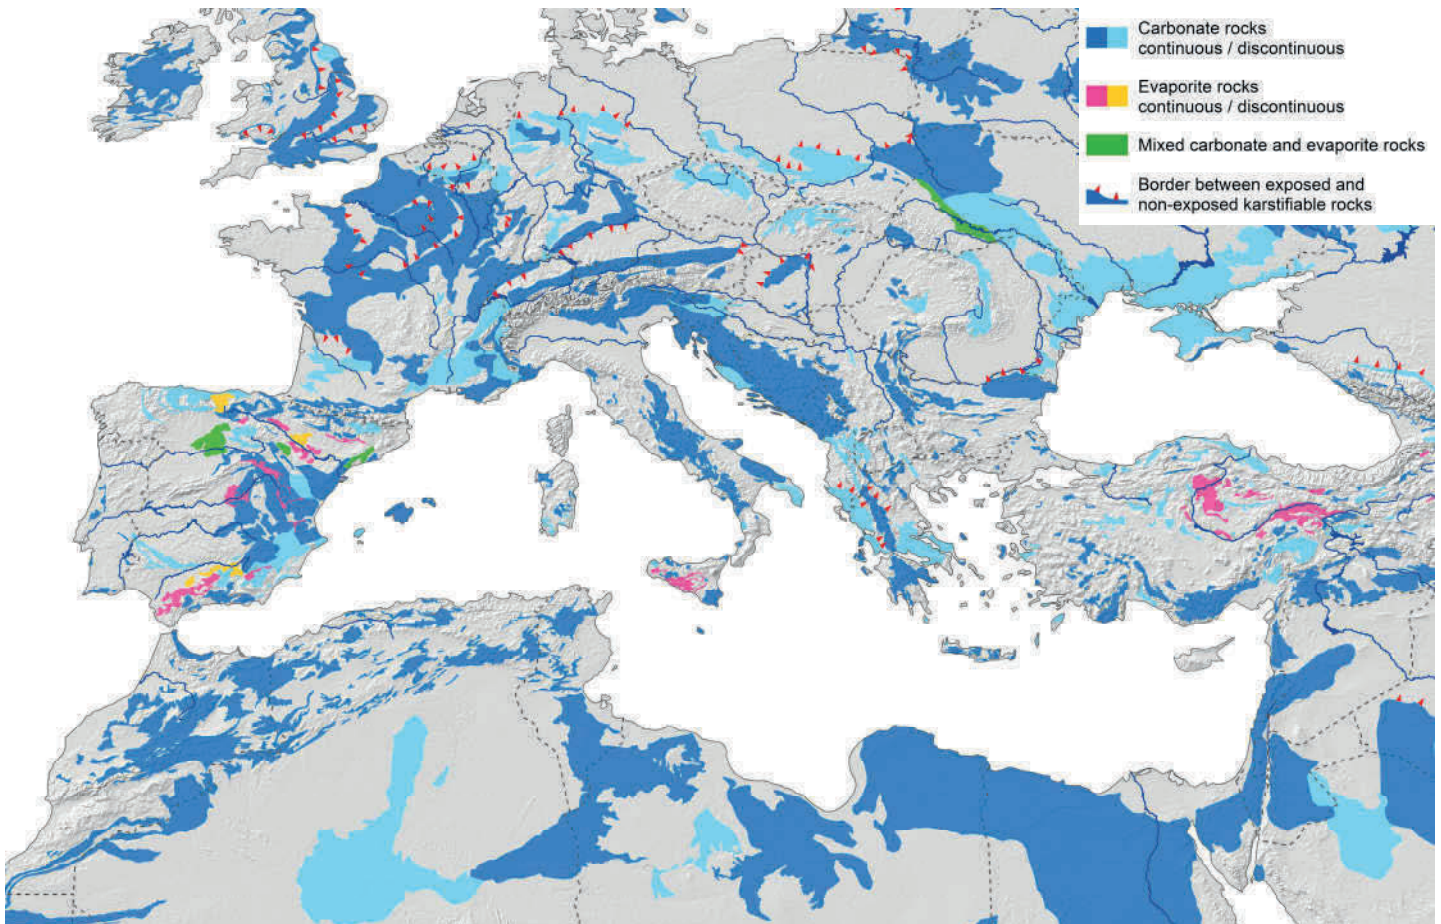 Carbonate rocks
continuous / discontinuous
Evaporite rocks
continuous / discontinuous
Mixed carbonate and evaporite rocks
Border between exposed and
non-exposed karstifiable rocks